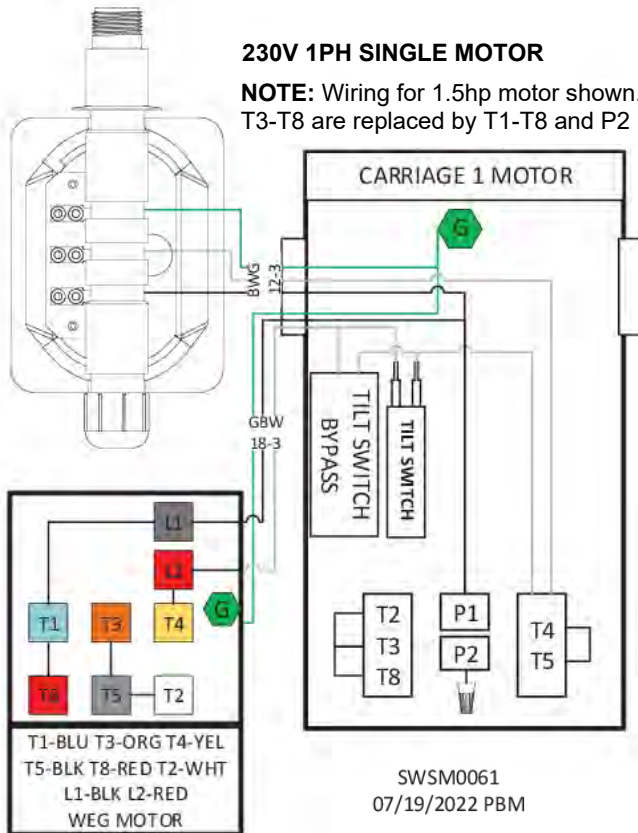 230V 1PH SINGLE MOTOR
NOTE: Wiring for 1.5hp motor shown.
T3-T8 are replaced by T1-T8 and P2
CARRIAGE 1 MOTOR
G
BWG
12-3
GBW
18-3
TILT SWITCH
BYPASS
TILT SWITCH
L1
L2
G
T1
T3
T4
T8
T5
T2
T2
T3
T8
P1
P2
T4
T5
T1-BLU T3-ORG T4-YEL
T5-BLK T8-RED T2-WHT
L1-BLK L2-RED
WEG MOTOR
SWSM0061
07/19/2022 PBM